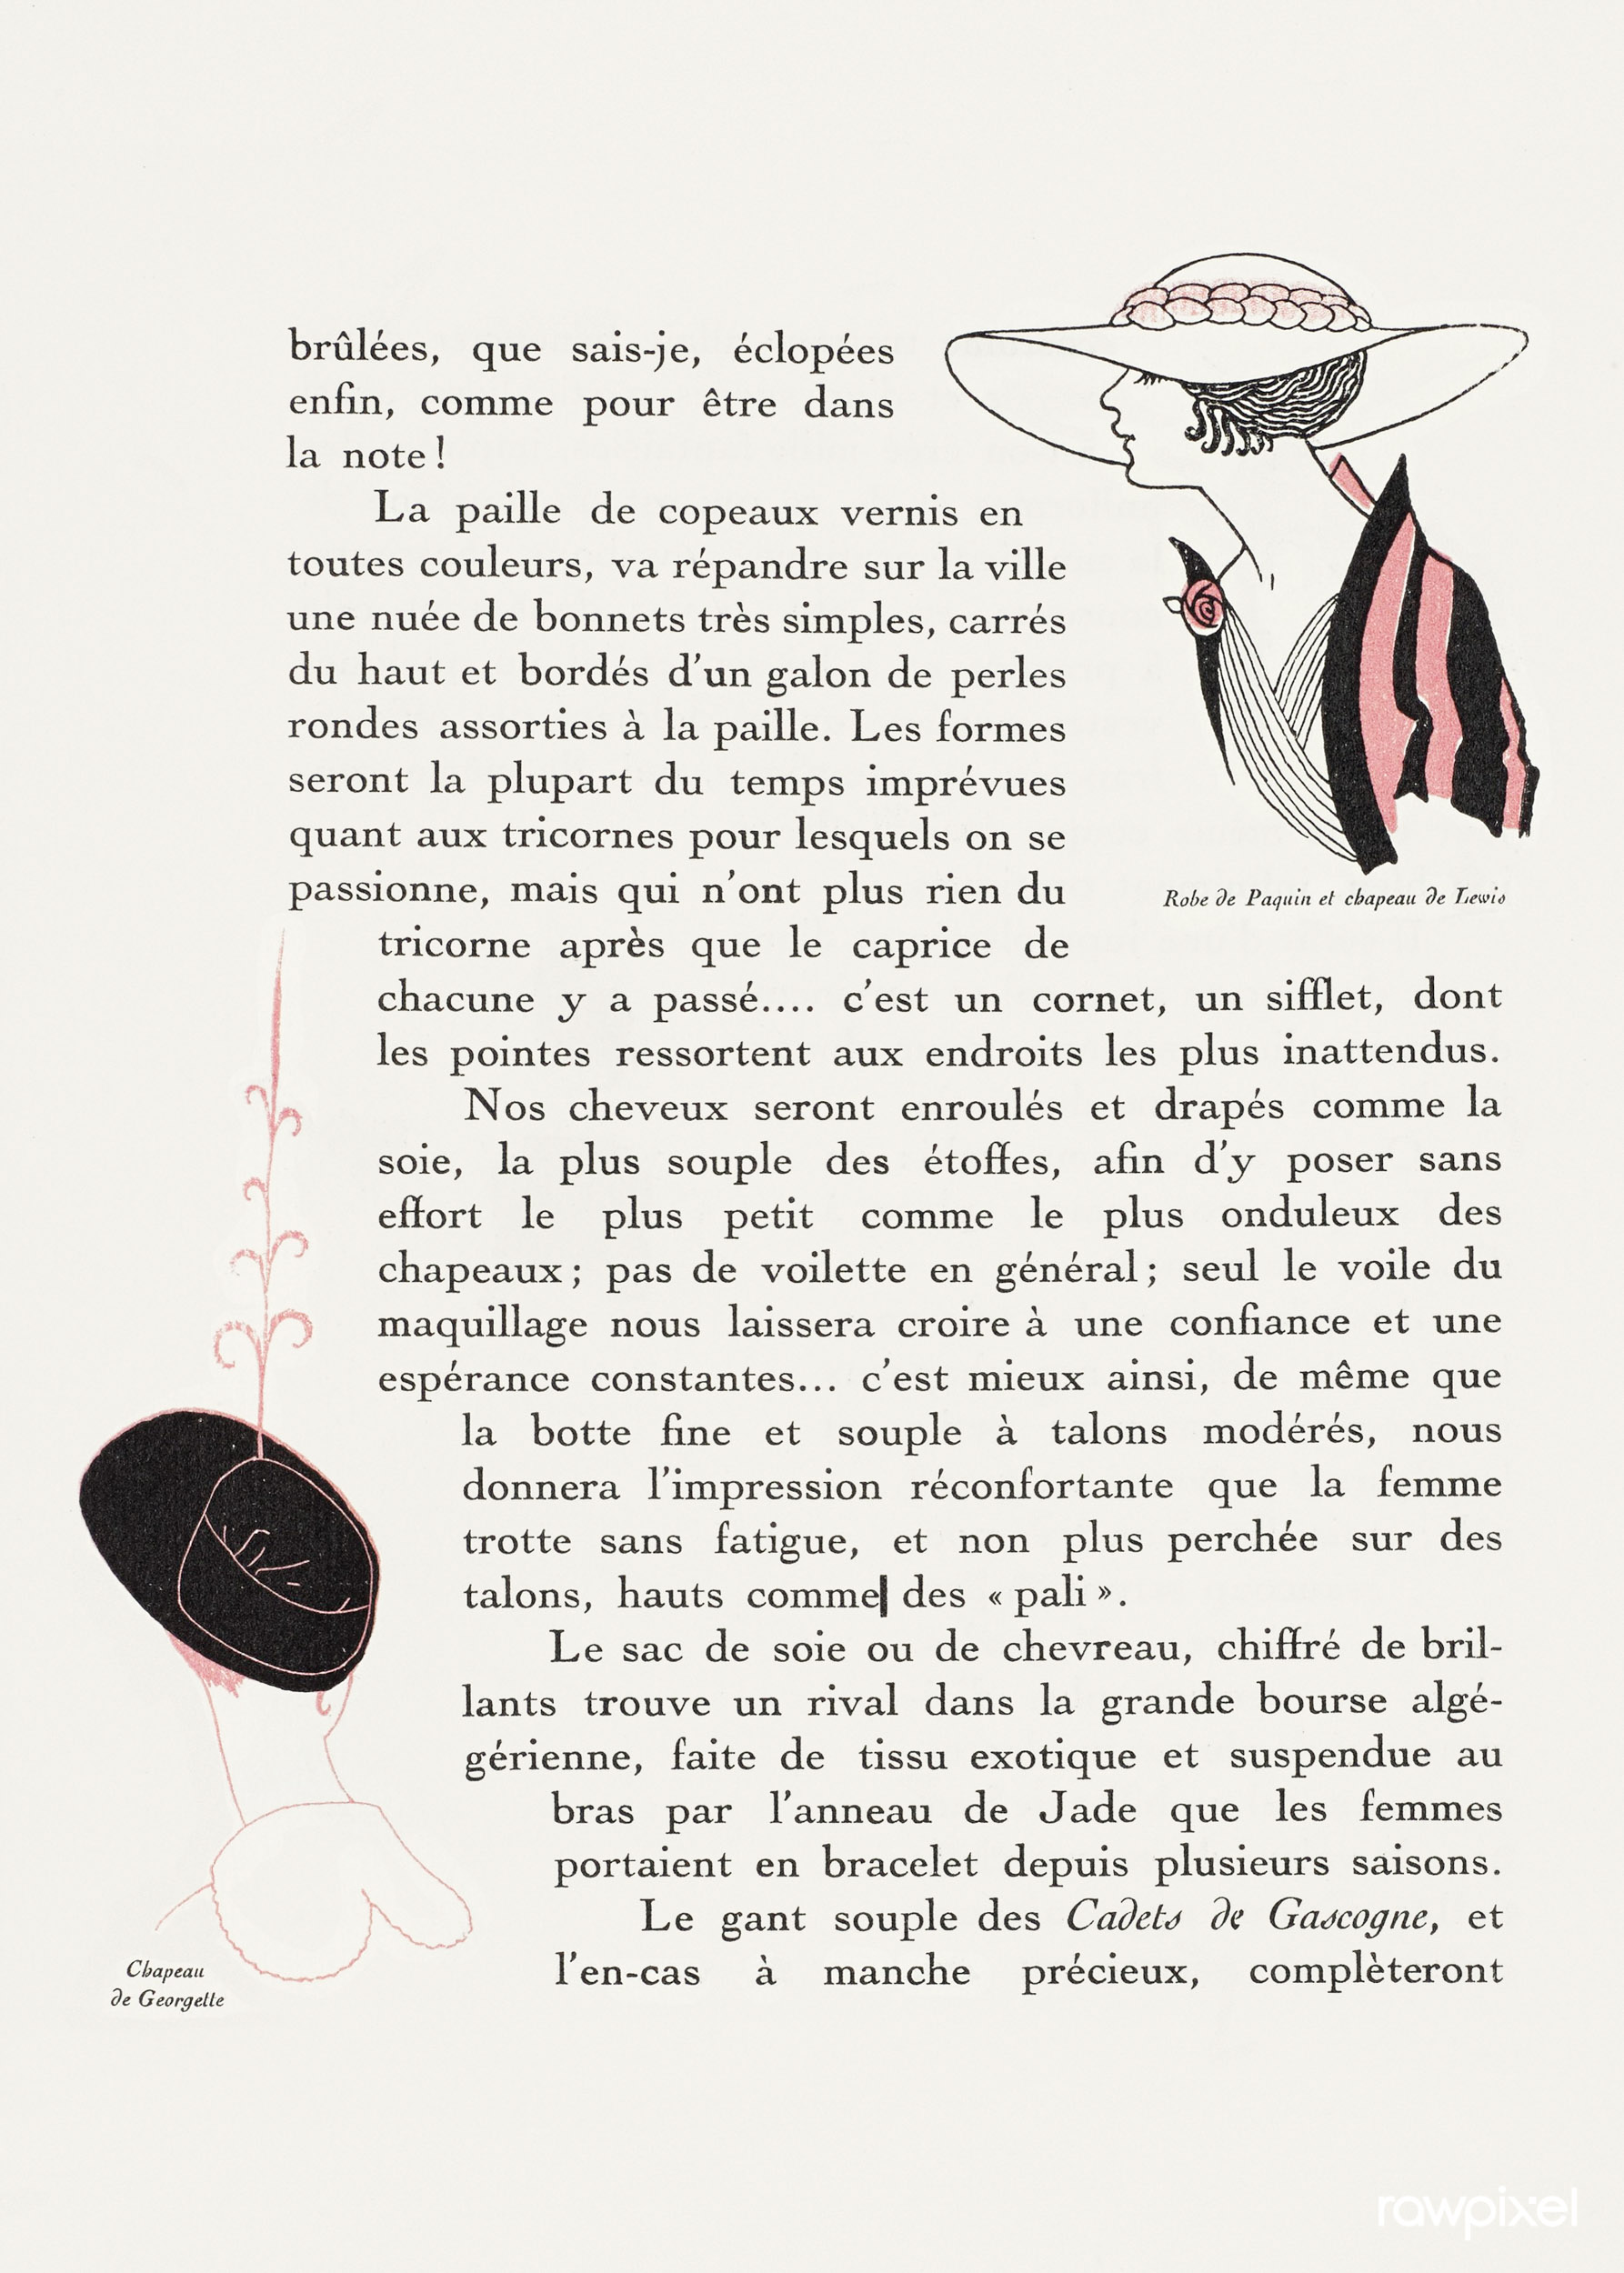 brûlées, que sais-je, éclopées
enfin, comme pour être dans
la note!
La paille de copeaux vernis en
toutes couleurs, va répandre sur la ville
une nuée de bonnets très simples, carrés
du haut et bordés d'un galon de perles
rondes assorties à la paille. Les formes
seront la plupart du temps imprévues
quant aux tricornes pour lesquels on se
passionne, mais qui n'ont plus rien du
tricorne après que le caprice de
chacune y a passé.... c'est un cornet, un sifflet, dont
les pointes ressortent aux endroits les plus inattendus.
Nos cheveux seront enroulés et drapés comme la
soie, la plus souple des étoffes, afin d'y poser sans
effort le plus petit comme le plus onduleux des
chapeaux; pas de voilette en général; seul le voile du
maquillage nous laissera croire à une confiance et une
espérance constantes... c'est mieux ainsi, de même que
la botte fine et souple à talons modérés, nous
donnera l'impression réconfortante que la femme
trotte sans fatigue, et non plus perchée sur des
talons, hauts comme des « pali ».
Le sac de soie ou de chevreau, chiffré de bril-
lants trouve un rival dans la grande bourse algé-
gérienne, faite de tissu exotique et suspendue au
bras par l'anneau de Jade que les femmes
portaient en bracelet depuis plusieurs saisons.
Le gant souple des Cadets de Gascogne, et
l'en-cas à manche précieux, complèteront
Robe de Paquin et chapeau de Lewis
Chapeau
de Georgette
rawpixel